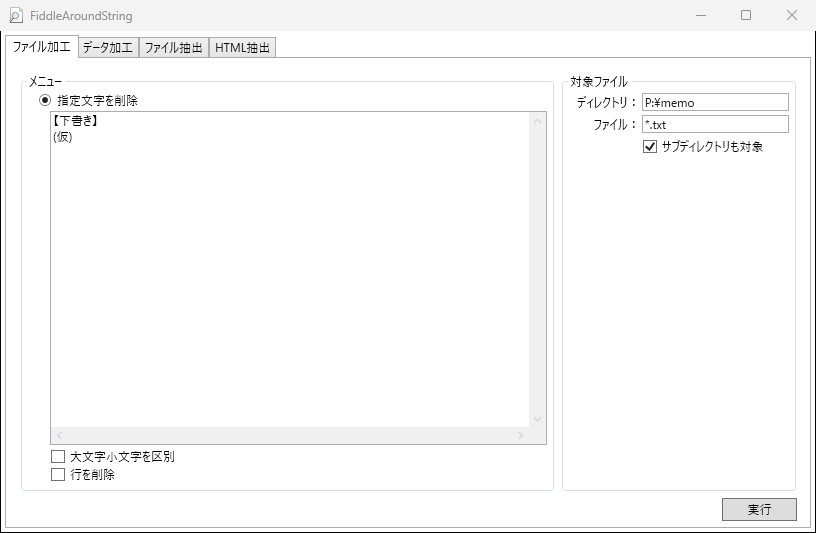 FiddleAroundString
ファイル加工 データ加工 ファイル抽出 HTML抽出
メニュー
指定文字を削除
【下書き】
(仮)
大文字小文字を区別
行を削除
対象ファイル
ディレクトリ： P:¥memo
ファイル： *.txt
サブディレクトリも対象
実行